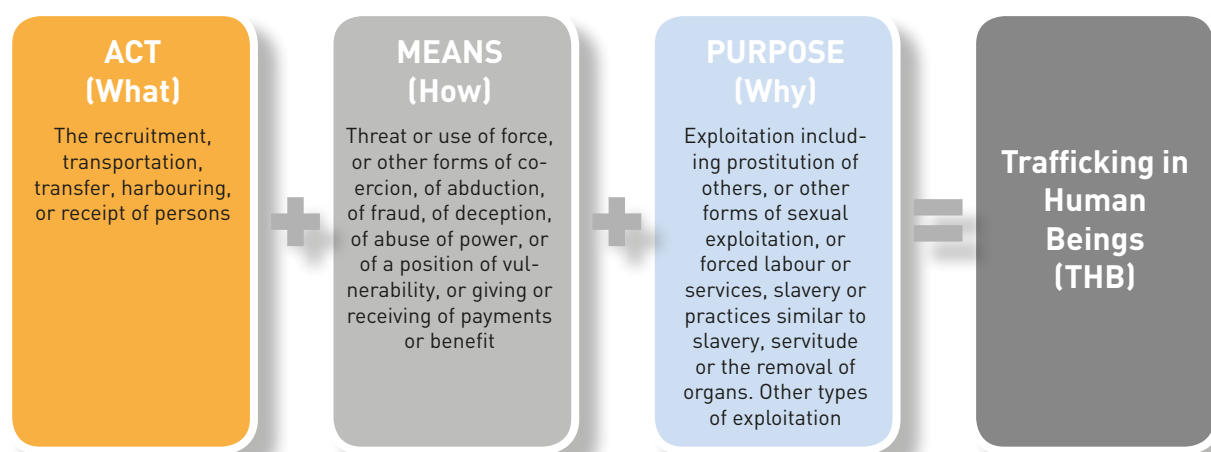 ACT
(What)
The recruitment,
transportation,
transfer, harbouring,
or receipt of persons
MEANS
(How)
Threat or use of force,
or other forms of co-
ercion, of abduction,
of fraud, of deception,
of abuse of power, or
of a position of vul-
nerability, or giving or
receiving of payments
or benefit
PURPOSE
(Why)
Exploitation includ-
ing prostitution of
others, or other
forms of sexual
exploitation, or
forced labour or
services, slavery or
practices similar to
slavery, servitude
or the removal of
organs. Other types
of exploitation
Trafficking in
Human
Beings
(THB)